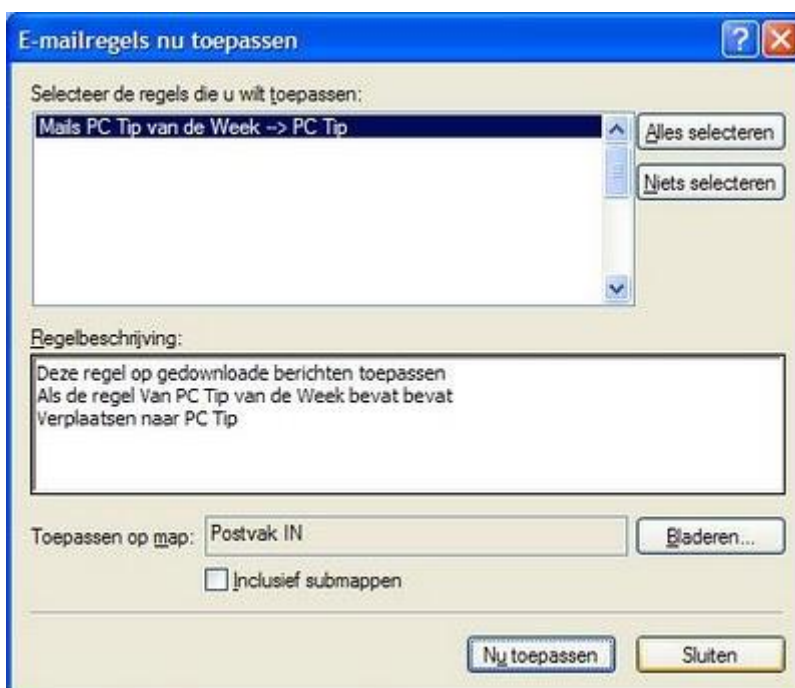 E-mailregels nu toepassen
Selecteer de regels die u wilt toepassen:
Mails PC Tip van de Week --> PC Tip
Alles selecteren
Niets selecteren
Regelbeschrijving:
Deze regel op gedownloade berichten toepassen
Als de regel Van PC Tip van de Week bevat bevat
Verplaatsen naar PC Tip
Toepassen op map: Postvak IN Bladeren...
Inclusief submappen
Nu toepassen Sluiten